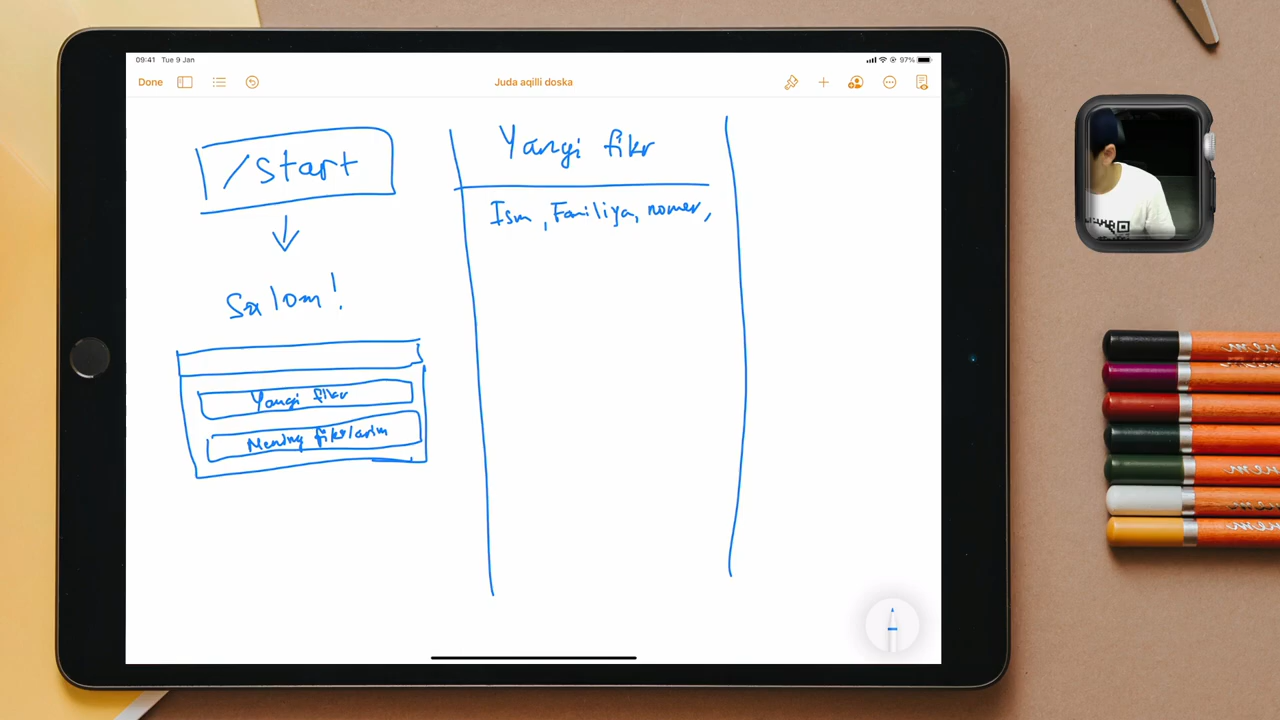 09:41 Tue 9 Jan
97%
Done
Juda aqilli doska
/start
Salom!
Yangi fikr
Mening fikrlarim
Yangi fikr
Ism, Familiya, nomer,